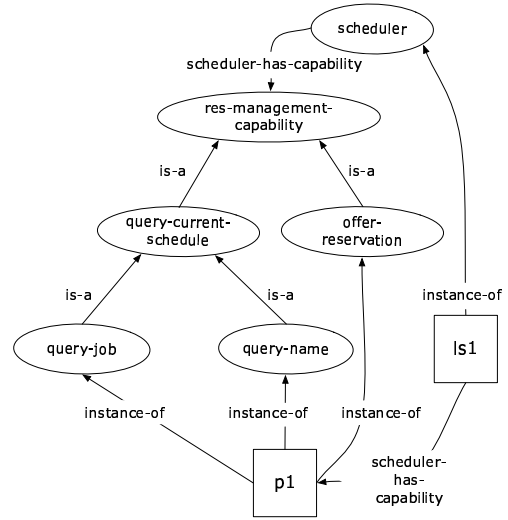 scheduler
scheduler-has-capability
res-management-
capability
is-a
is-a
query-current-
schedule
offer-
reservation
is-a
is-a
instance-of
query-job
query-name
ls1
instance-of
instance-of
instance-of
p1
scheduler-
has-
capability